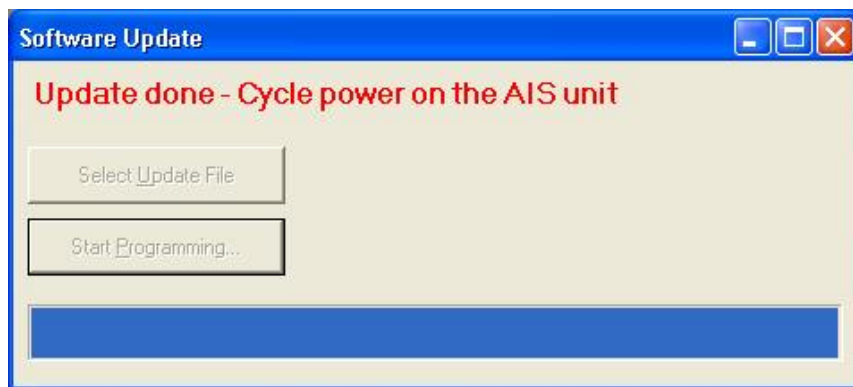 Software Update
Update done - Cycle power on the AIS unit
Select Update File
Start Programming...